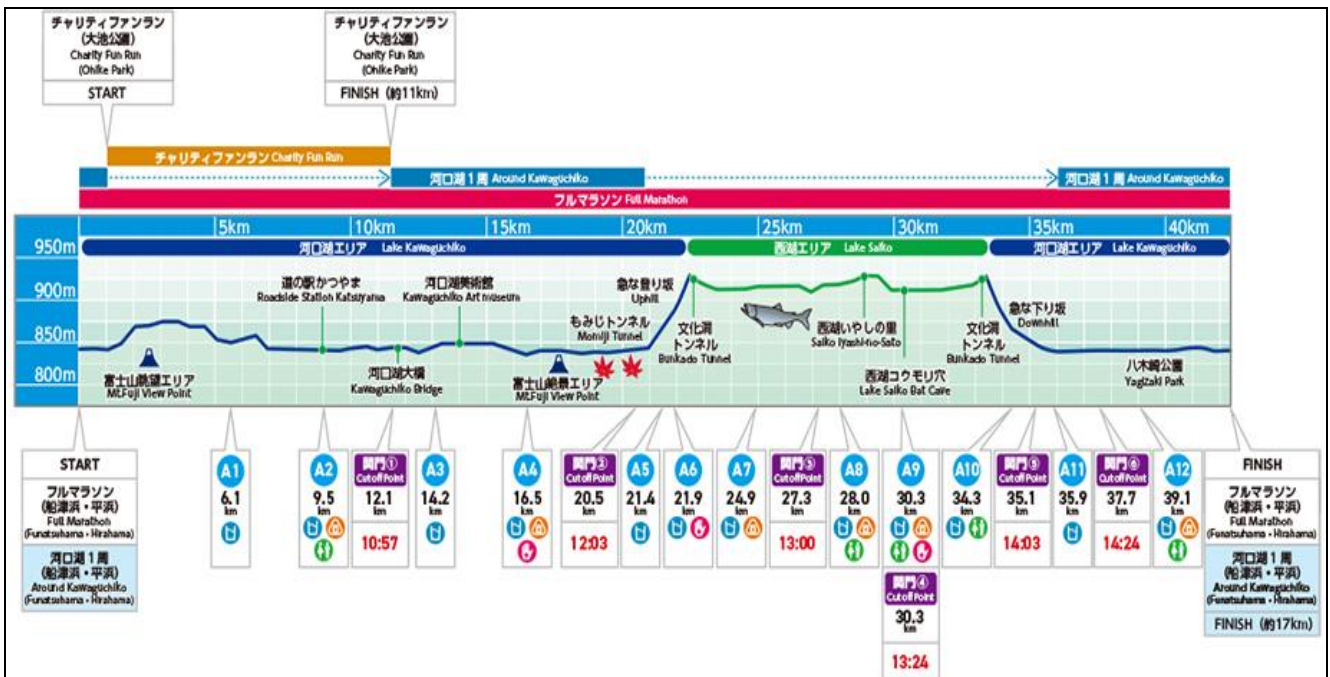 チャリティファンラン
(大池公園)
Charity Fun Run
(Ohike Park)
START
チャリティファンラン
(大池公園)
Charity Fun Run
(Ohike Park)
FINISH (約11km)
チャリティファンラン Charity Fun Run
河口湖1周 Around Kawaguchiko
河口湖1周 Around Kawaguchiko
フルマラソン Full Marathon
5km
10km
15km
20km
25km
30km
35km
40km
950m
900m
850m
800m
河口湖エリア Lake Kawaguchiko
西湖エリア Lake Saiko
河口湖エリア Lake Kawaguchiko
富士山眺望エリア
Mt.Fuji View Point
道の駅かつやま
Roadside Station Katsuyama
河口湖大橋
Kawaguchiko Bridge
河口湖美術館
Kawaguchiko Art museum
富士山絶景エリア
Mt.Fuji View Point
もみじトンネル
Momiji Tunnel
急な登り坂
Uphill
文化洞
トンネル
Bunkado Tunnel
西湖いやしの里
Saiko Iyashi-no-Sato
西湖コウモリ穴
Lake Saiko Bat Cave
文化洞
トンネル
Bunkado Tunnel
急な下り坂
Downhill
八木崎公園
Yagizaki Park
START
フルマラソン
(船津浜・平浜)
Full Marathon
(Funatsuhama・Hirahama)
河口湖1周
(船津浜・平浜)
Around Kawaguchiko
(Funatsuhama・Hirahama)
A1
6.1
km
A2
9.5
km
関門①
Cutoff Point
12.1
km
10:57
A3
14.2
km
A4
16.5
km
関門②
Cutoff Point
20.5
km
12:03
A5
21.4
km
A6
21.9
km
A7
24.9
km
関門③
Cutoff Point
27.3
km
13:00
A8
28.0
km
A9
30.3
km
関門④
Cutoff Point
30.3
km
13:24
A10
34.3
km
関門⑤
Cutoff Point
35.1
km
14:03
A11
35.9
km
関門⑥
Cutoff Point
37.7
km
14:24
A12
39.1
km
FINISH
フルマラソン
(船津浜・平浜)
Full Marathon
(Funatsuhama・Hirahama)
河口湖1周
(船津浜・平浜)
Around Kawaguchiko
(Funatsuhama・Hirahama)
FINISH (約17km)